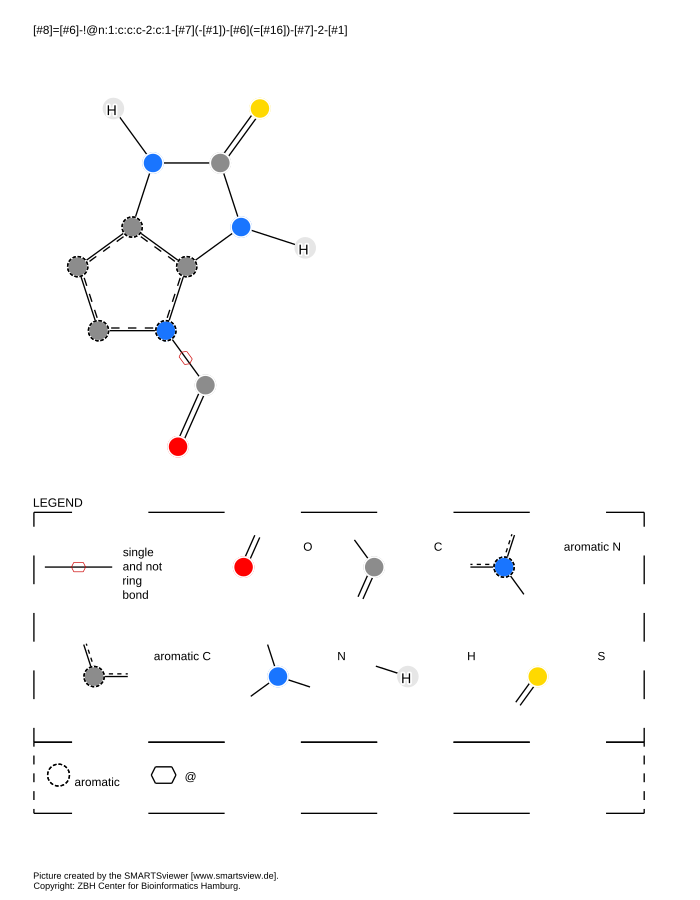 [#8]=[#6]-!@n:1:c:c:c-2:c:1-[#7](-[#1])-[#6](=[#16])-[#7]-2-[#1]
H
H
LEGEND
single
and not
ring
bond
O
C
aromatic N
aromatic C
N
H
H
S
aromatic
@
Picture created by the SMARTSviewer [www.smartsview.de].
Copyright: ZBH Center for Bioinformatics Hamburg.